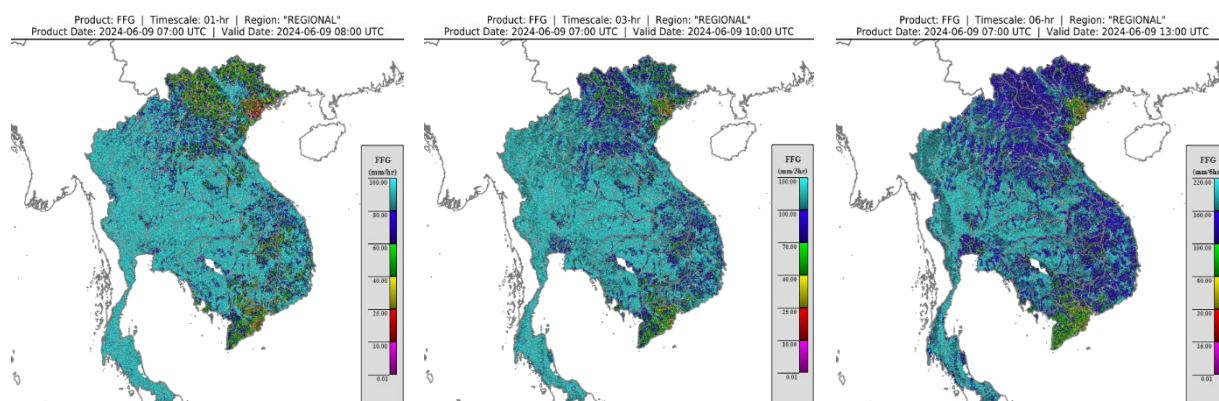 Product: FFG | Timescale: 01-hr | Region: "REGIONAL"
Product Date: 2024-06-09 07:00 UTC | Valid Date: 2024-06-09 08:00 UTC
FFG
(mm/hr)
100.00
80.00
60.00
40.00
20.00
10.00
0.01
Product: FFG | Timescale: 03-hr | Region: "REGIONAL"
Product Date: 2024-06-09 07:00 UTC | Valid Date: 2024-06-09 10:00 UTC
FFG
(mm/3hr)
150.00
100.00
70.00
40.00
25.00
10.00
0.01
Product: FFG | Timescale: 06-hr | Region: "REGIONAL"
Product Date: 2024-06-09 07:00 UTC | Valid Date: 2024-06-09 13:00 UTC
FFG
(mm/6hr)
220.00
160.00
100.00
60.00
30.00
0.01